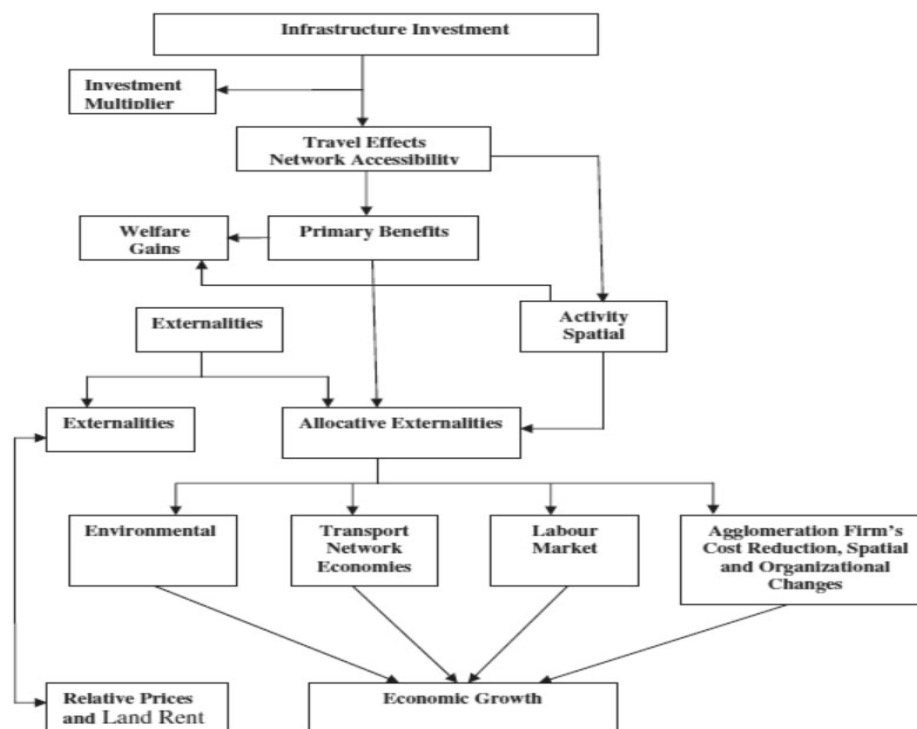 Infrastructure Investment
Investment
Multiplier
Travel Effects
Network Accessibility
Welfare
Gains
Primary Benefits
Externalities
Activity
Spatial
Externalities
Allocative Externalities
Environmental
Transport
Network
Economies
Labour
Market
Agglomeration Firm's
Cost Reduction, Spatial
and Organizational
Changes
Relative Prices
and Land Rent
Economic Growth